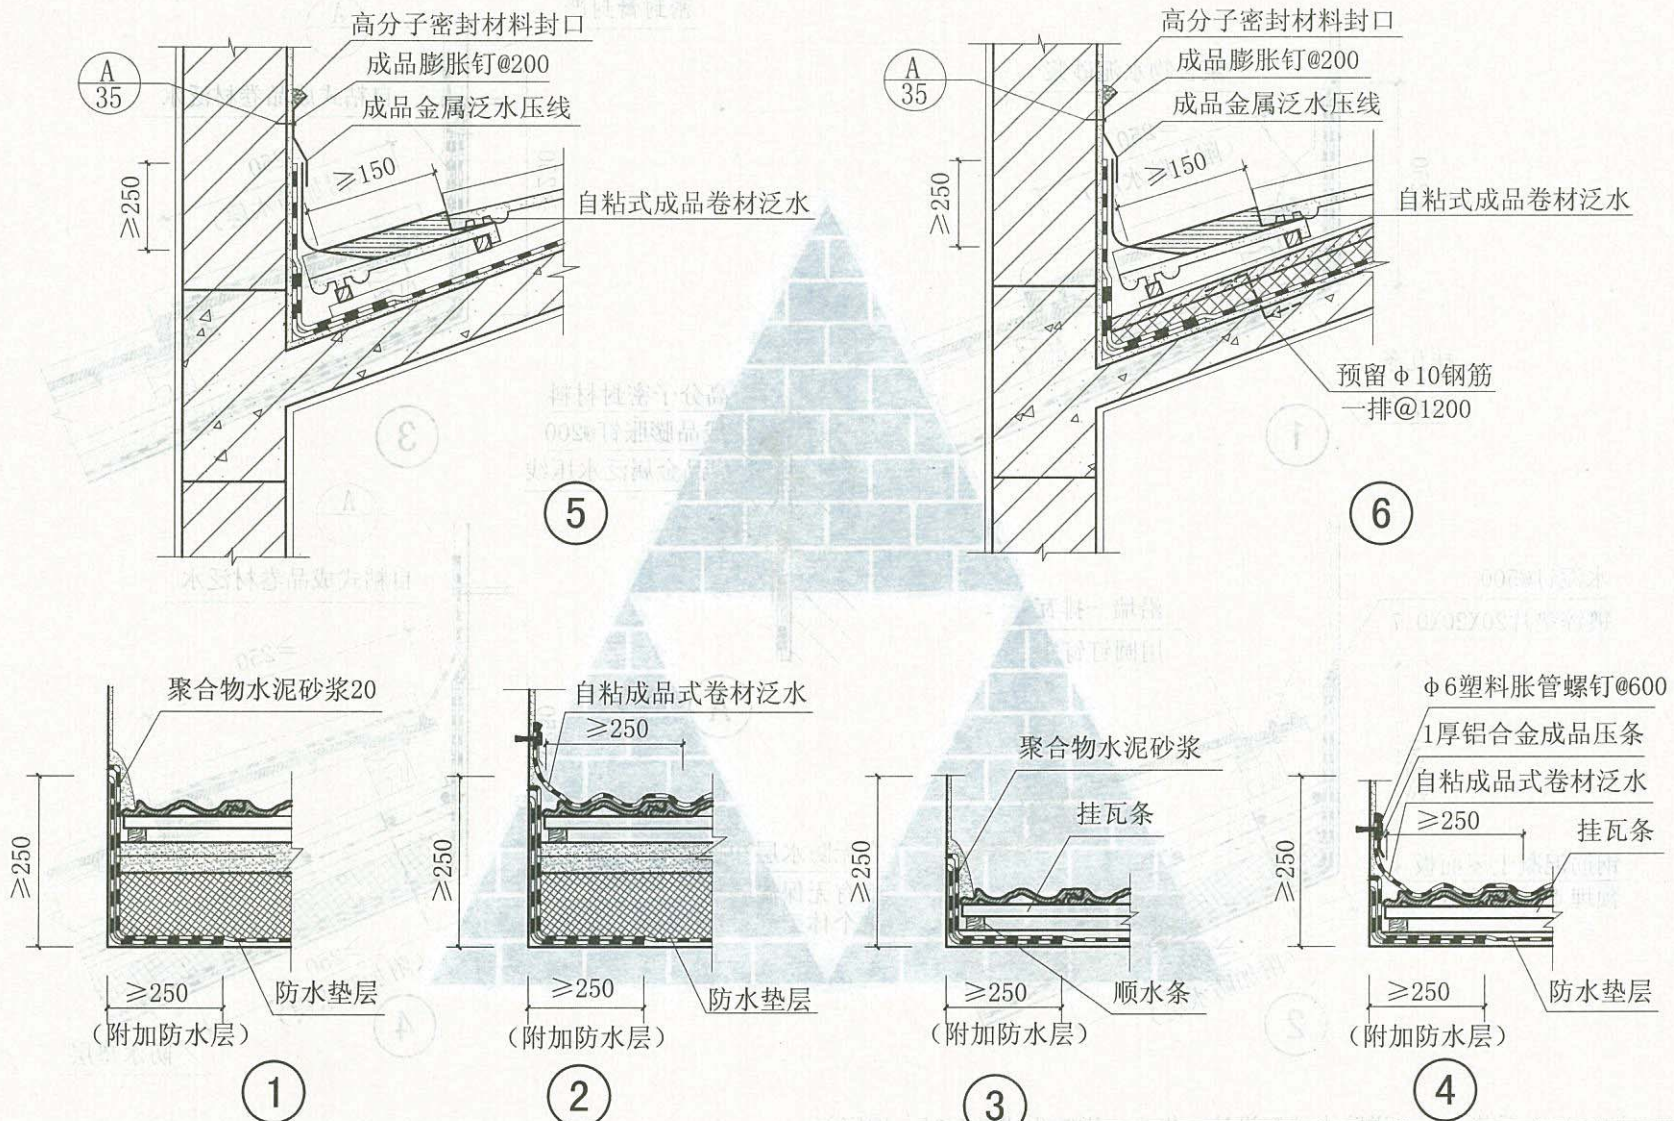 高分子密封材料封口
成品膨胀钉@200
成品金属泛水压线
A
35
≥250
≥150
自粘式成品卷材泛水
5
高分子密封材料封口
成品膨胀钉@200
成品金属泛水压线
A
35
≥250
≥150
自粘式成品卷材泛水
预留φ10钢筋
一排@1200
6
聚合物水泥砂浆20
≥250
≥250
防水垫层
(附加防水层)
1
自粘成品式卷材泛水
≥250
≥250
≥250
防水垫层
(附加防水层)
2
聚合物水泥砂浆
挂瓦条
≥250
≥250
顺水条
(附加防水层)
3
φ6塑料胀管螺钉@600
1厚铝合金成品压条
自粘成品式卷材泛水
≥250
挂瓦条
≥250
≥250
防水垫层
(附加防水层)
4